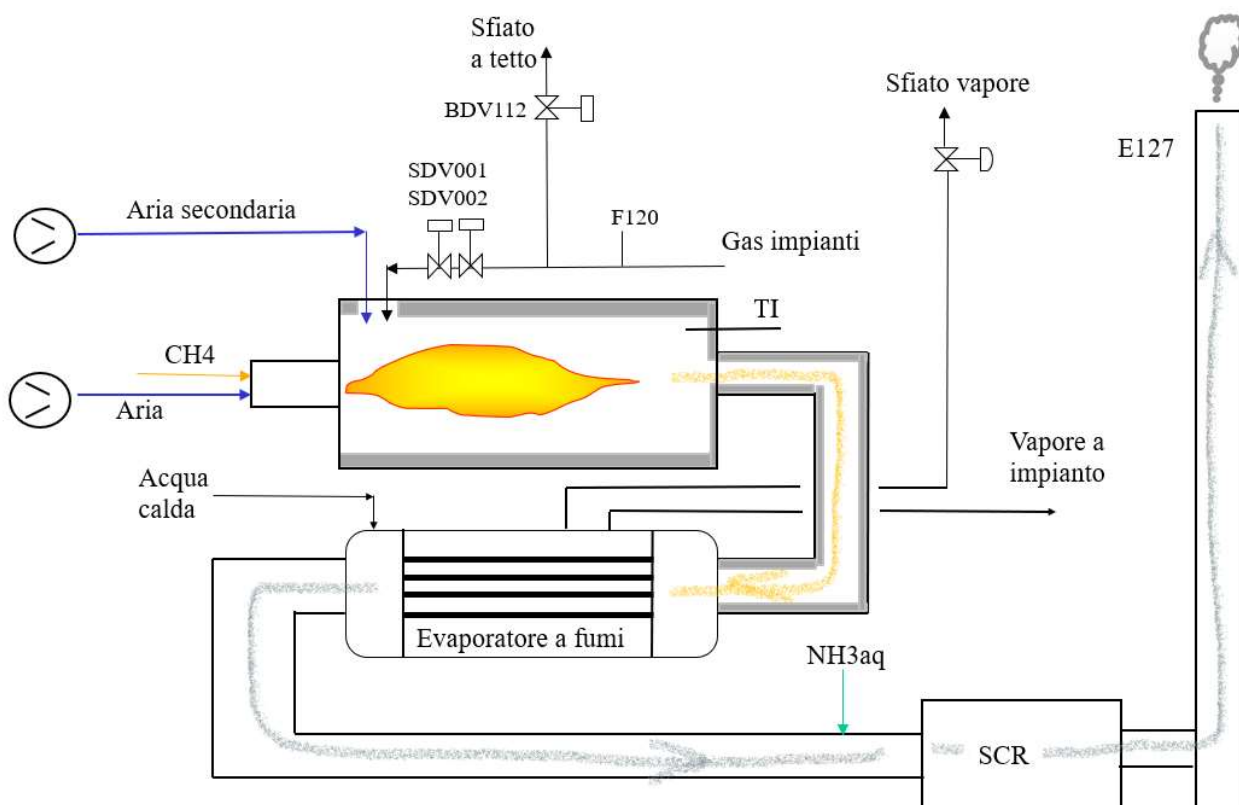 Sfiato
a tetto
BDV112
Sfiato vapore
E127
SDV001
SDV002
Aria secondaria
F120
Gas impianti
TI
CH4
Aria
Vapore a
impianto
Acqua
calda
Evaporatore a fumi
NH3aq
SCR